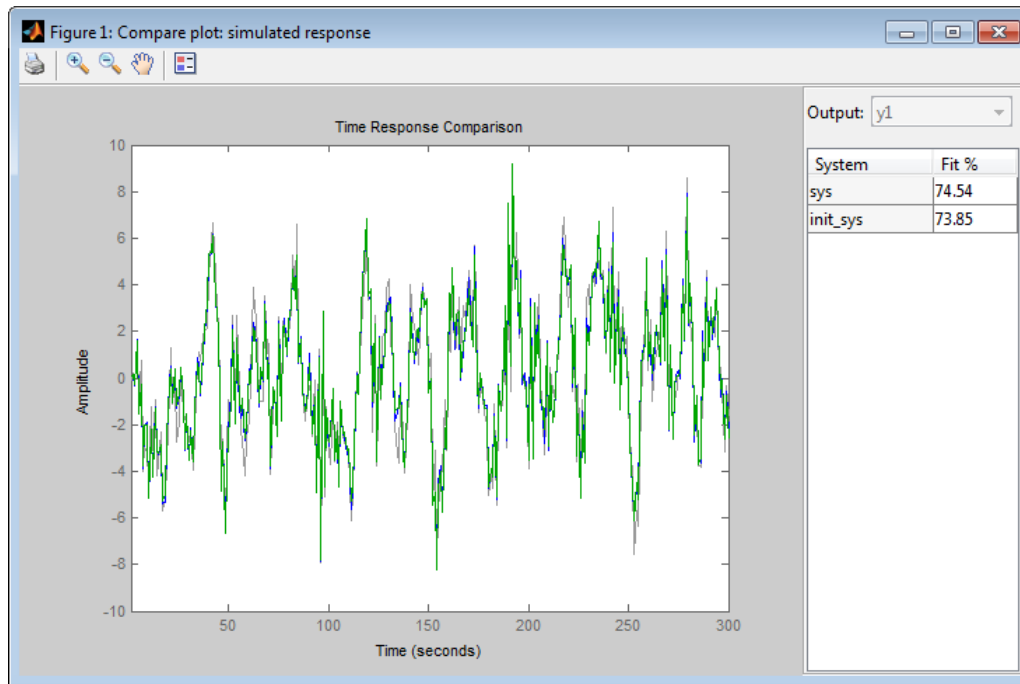 Figure 1: Compare plot: simulated response
Time Response Comparison
Output: y1
System Fit %
sys 74.54
init_sys 73.85
Amplitude
10
8
6
4
2
0
-2
-4
-6
-8
-10
50 100 150 200 250 300
Time (seconds)